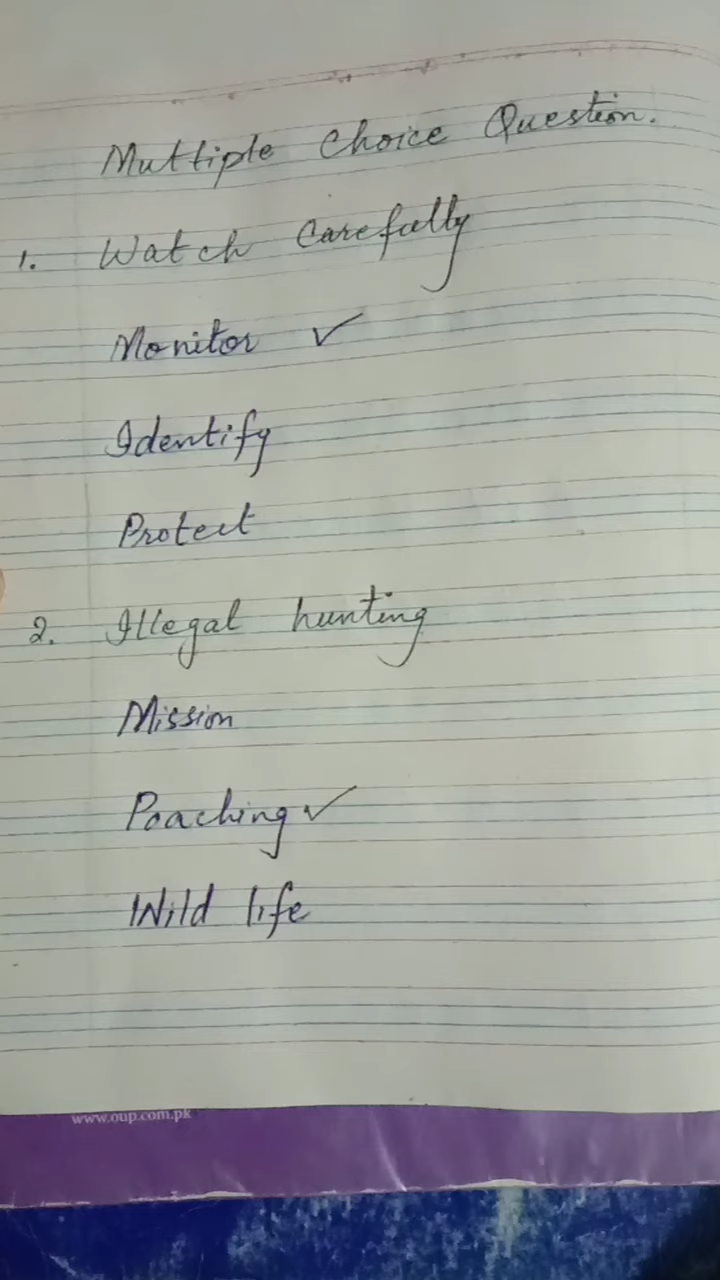 Multiple Choice Question.
1. Watch Carefully
Monitor ✓
Identify
Protect
2. Illegal hunting
Mission
Poaching ✓
Wild life
www.oup.com.pk